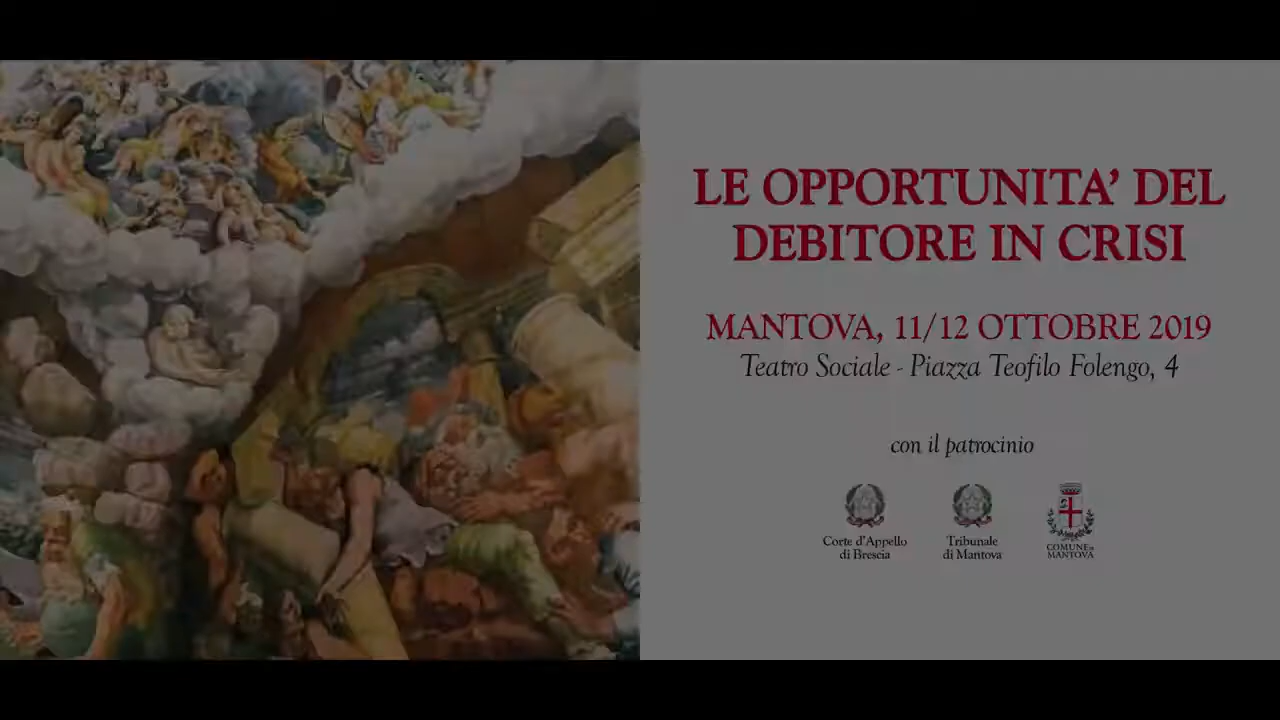 LE OPPORTUNITA’ DEL
DEBITORE IN CRISI
MANTOVA, 11/12 OTTOBRE 2019
Teatro Sociale - Piazza Teofilo Folengo, 4
con il patrocinio
Corte d’Appello
di Brescia
Tribunale
di Mantova
COMUNE DI
MANTOVA